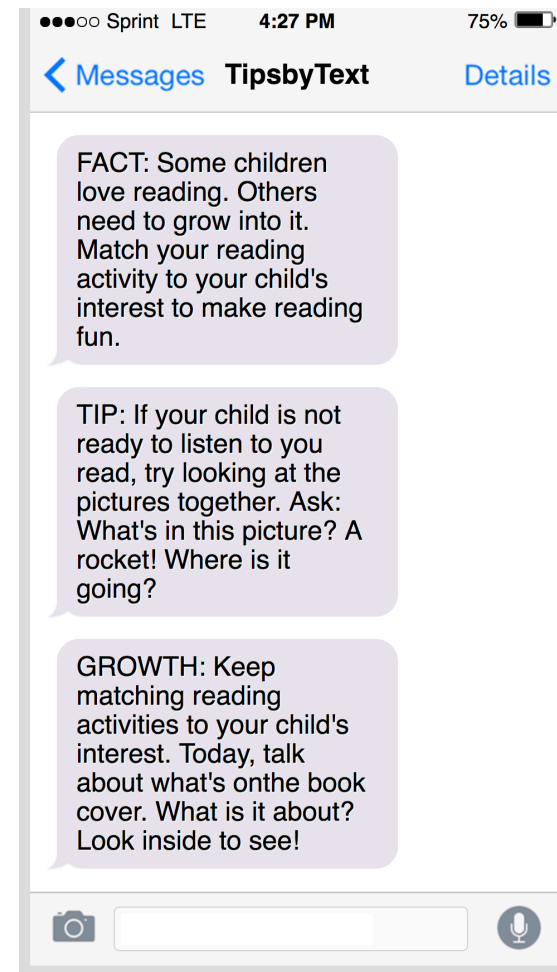 Sprint LTE 4:27 PM 75%
Messages TipsbyText Details
FACT: Some children
love reading. Others
need to grow into it.
Match your reading
activity to your child's
interest to make reading
fun.
TIP: If your child is not
ready to listen to you
read, try looking at the
pictures together. Ask:
What's in this picture? A
rocket! Where is it
going?
GROWTH: Keep
matching reading
activities to your child's
interest. Today, talk
about what's onthe book
cover. What is it about?
Look inside to see!